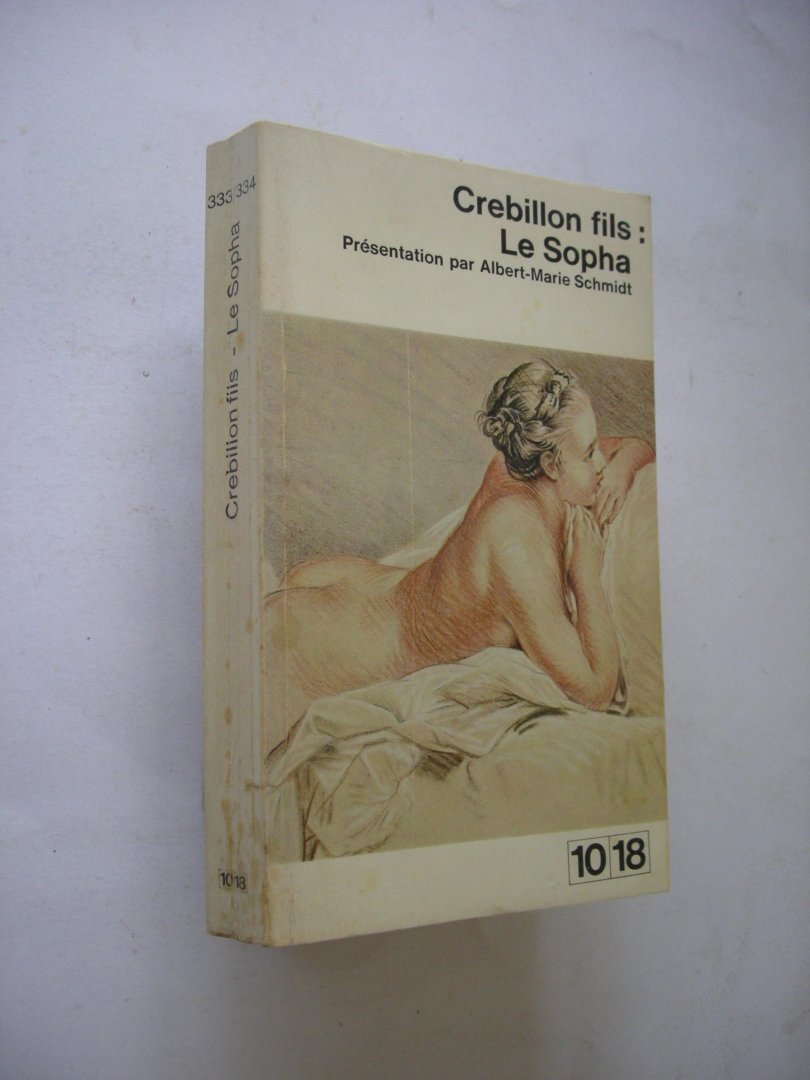 Crebillon fils :
Le Sopha
Présentation par Albert-Marie Schmidt
10 18
333/334
Crebillon fils - Le Sopha
10 18